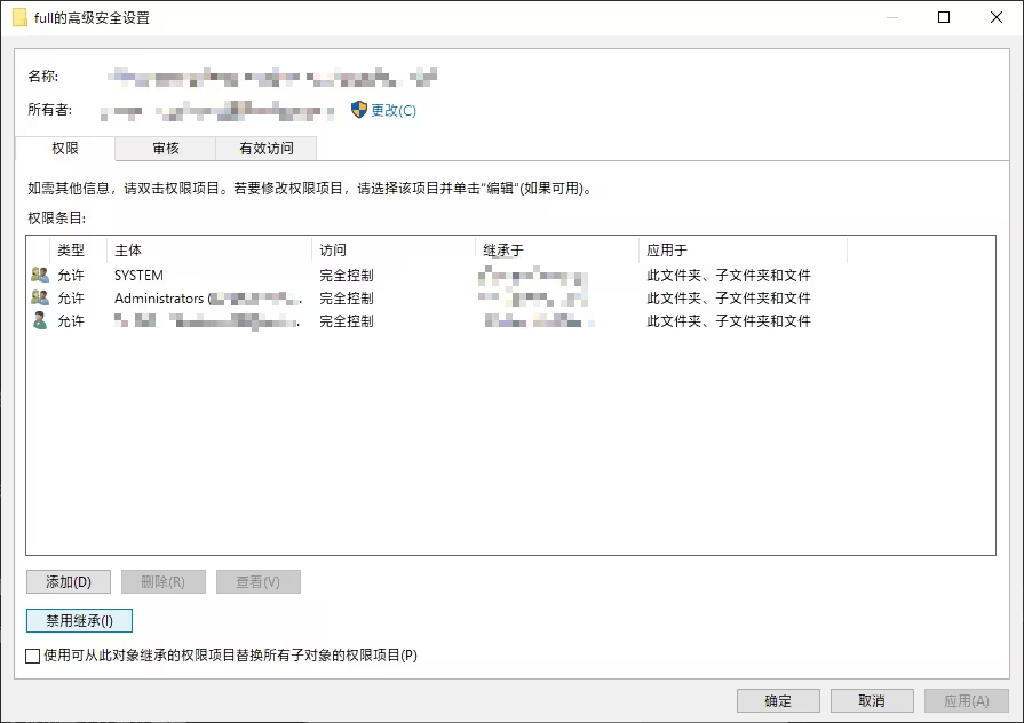 full的高级安全设置
名称:
所有者: 更改(C)
权限 审核 有效访问
如需其他信息，请双击权限项目。若要修改权限项目，请选择该项目并单击"编辑"(如果可用)。
权限条目:
类型 主体 访问 继承于 应用于
允许 SYSTEM 完全控制 此文件夹、子文件夹和文件
允许 Administrators ( 完全控制 此文件夹、子文件夹和文件
允许 完全控制 此文件夹、子文件夹和文件
添加(D) 删除(R) 查看(V)
禁用继承(I)
使用可从此对象继承的权限项目替换所有子对象的权限项目(P)
确定 取消 应用(A)